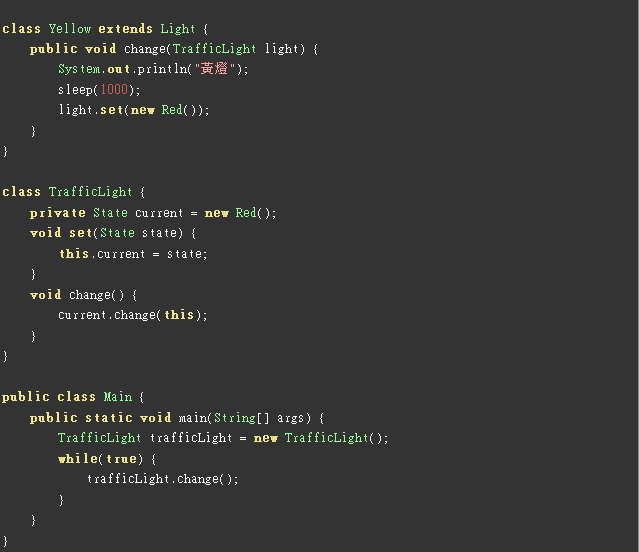 class Yellow extends Light {
    public void change(TrafficLight light) {
        System.out.println("黃燈");
        sleep(1000);
        light.set(new Red());
    }
}

class TrafficLight {
    private State current = new Red();
    void set(State state) {
        this.current = state;
    }
    void change() {
        current.change(this);
    }
}

public class Main {
    public static void main(String[] args) {
        TrafficLight trafficLight = new TrafficLight();
        while(true) {
            trafficLight.change();
        }
    }
}